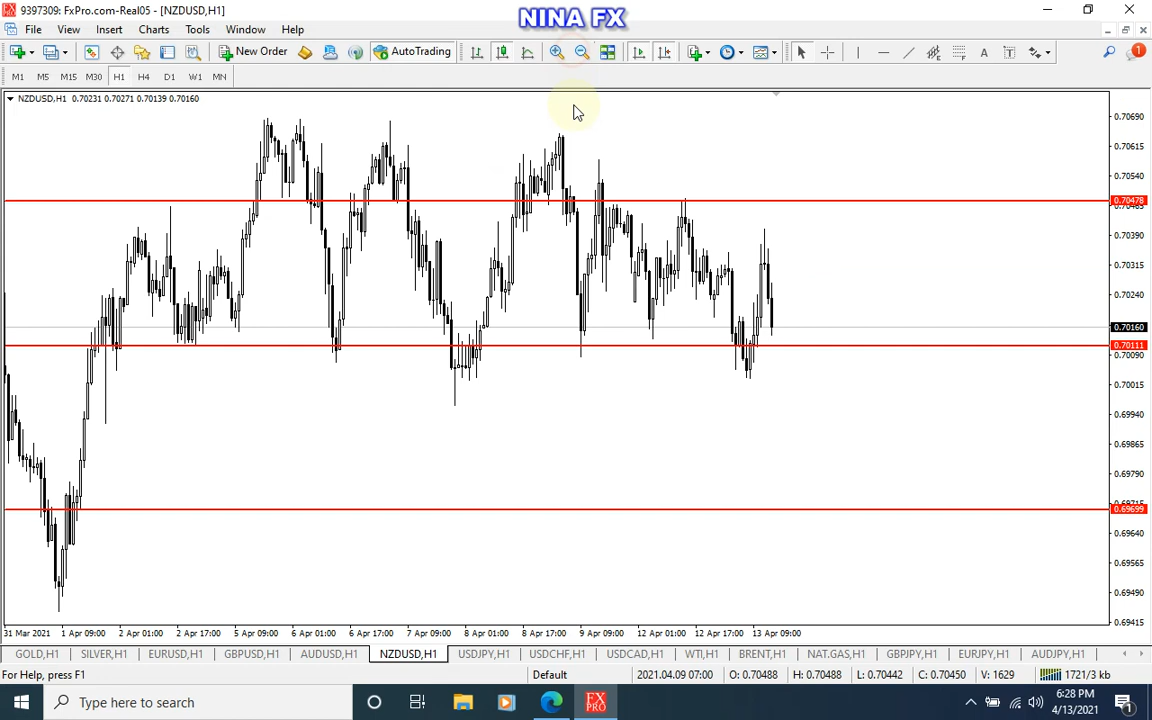 9397309: FxPro.com-Real05 - [NZDUSD,H1]
NINA FX
File View Insert Charts Tools Window Help
New Order AutoTrading
M1 M5 M15 M30 H1 H4 D1 W1 MN
NZDUSD,H1 0.70231 0.70271 0.70139 0.70160
0.70690
0.70615
0.70540
0.70478
0.70465
0.70390
0.70315
0.70240
0.70160
0.70111
0.70090
0.70015
0.69940
0.69865
0.69790
0.69715
0.69699
0.69640
0.69565
0.69490
0.69415
31 Mar 2021 1 Apr 09:00 2 Apr 01:00 2 Apr 17:00 5 Apr 09:00 6 Apr 01:00 6 Apr 17:00 7 Apr 09:00 8 Apr 01:00 8 Apr 17:00 9 Apr 09:00 12 Apr 01:00 12 Apr 17:00 13 Apr 09:00
GOLD,H1 SILVER,H1 EURUSD,H1 GBPUSD,H1 AUDUSD,H1 NZDUSD,H1 USDJPY,H1 USDCHF,H1 USDCAD,H1 WTI,H1 BRENT,H1 NAT.GAS,H1 GBPJPY,H1 EURJPY,H1 AUDJPY,H1
For Help, press F1 Default 2021.04.09 07:00 O: 0.70488 H: 0.70488 L: 0.70442 C: 0.70450 V: 1629 1721/3 kb
Type here to search
FX PRO
6:28 PM
4/13/2021